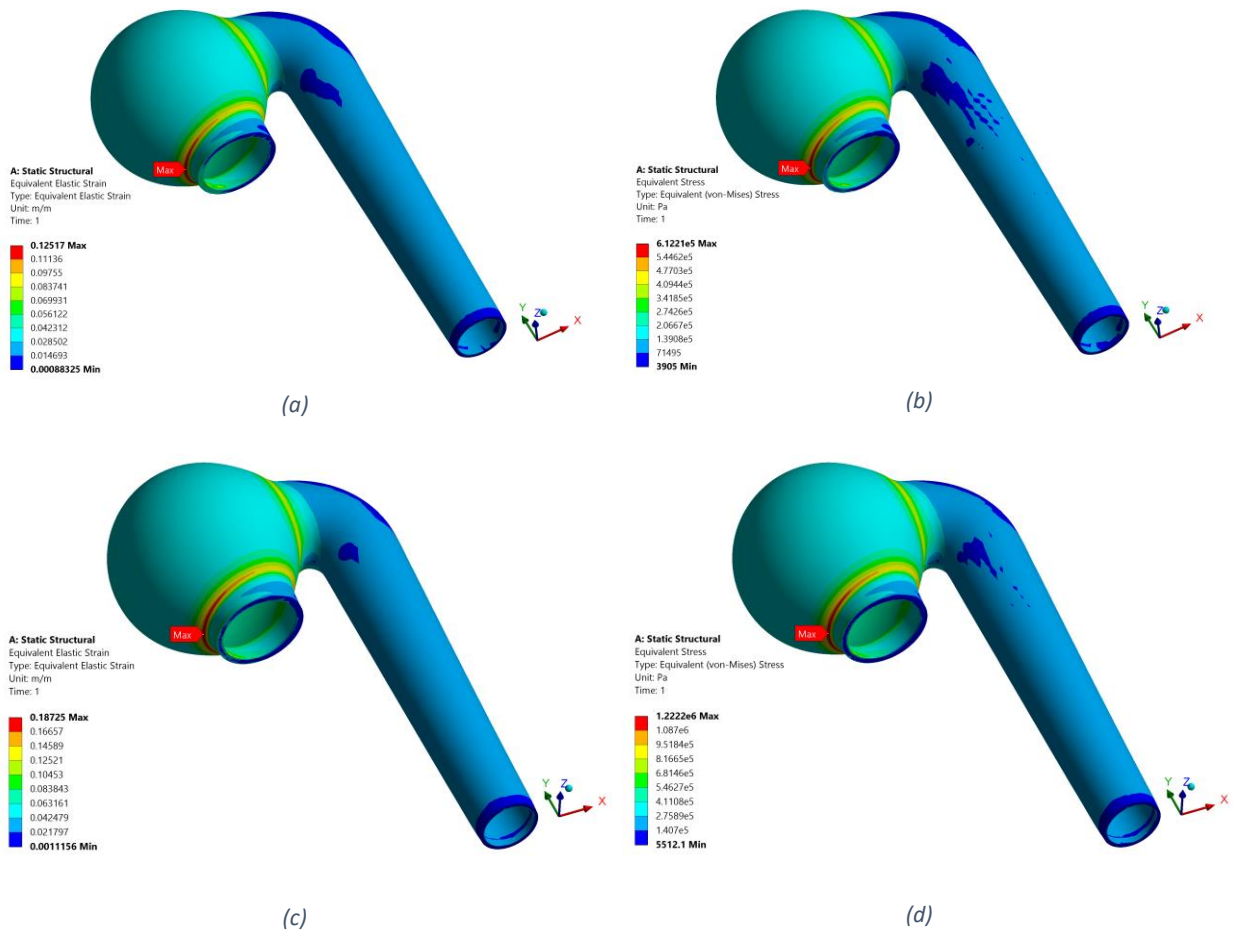 Max
A: Static Structural
Equivalent Elastic Strain
Type: Equivalent Elastic Strain
Unit: m/m
Time: 1
0.12517 Max
0.11136
0.09755
0.083741
0.069931
0.056122
0.042312
0.028502
0.014693
0.00088325 Min
Y
Z
X
(a)
Max
A: Static Structural
Equivalent Stress
Type: Equivalent (von-Mises) Stress
Unit: Pa
Time: 1
6.1221e5 Max
5.4462e5
4.7703e5
4.0944e5
3.4185e5
2.7426e5
2.0667e5
1.3908e5
71495
3905 Min
Y
Z
X
(b)
Max
A: Static Structural
Equivalent Elastic Strain
Type: Equivalent Elastic Strain
Unit: m/m
Time: 1
0.18725 Max
0.16657
0.14589
0.12521
0.10453
0.083843
0.063161
0.042479
0.021797
0.0011156 Min
Y
Z
X
(c)
Max
A: Static Structural
Equivalent Stress
Type: Equivalent (von-Mises) Stress
Unit: Pa
Time: 1
1.2222e6 Max
1.087e6
9.5184e5
8.1665e5
6.8146e5
5.4627e5
4.1108e5
2.7589e5
1.407e5
5512.1 Min
Y
Z
X
(d)